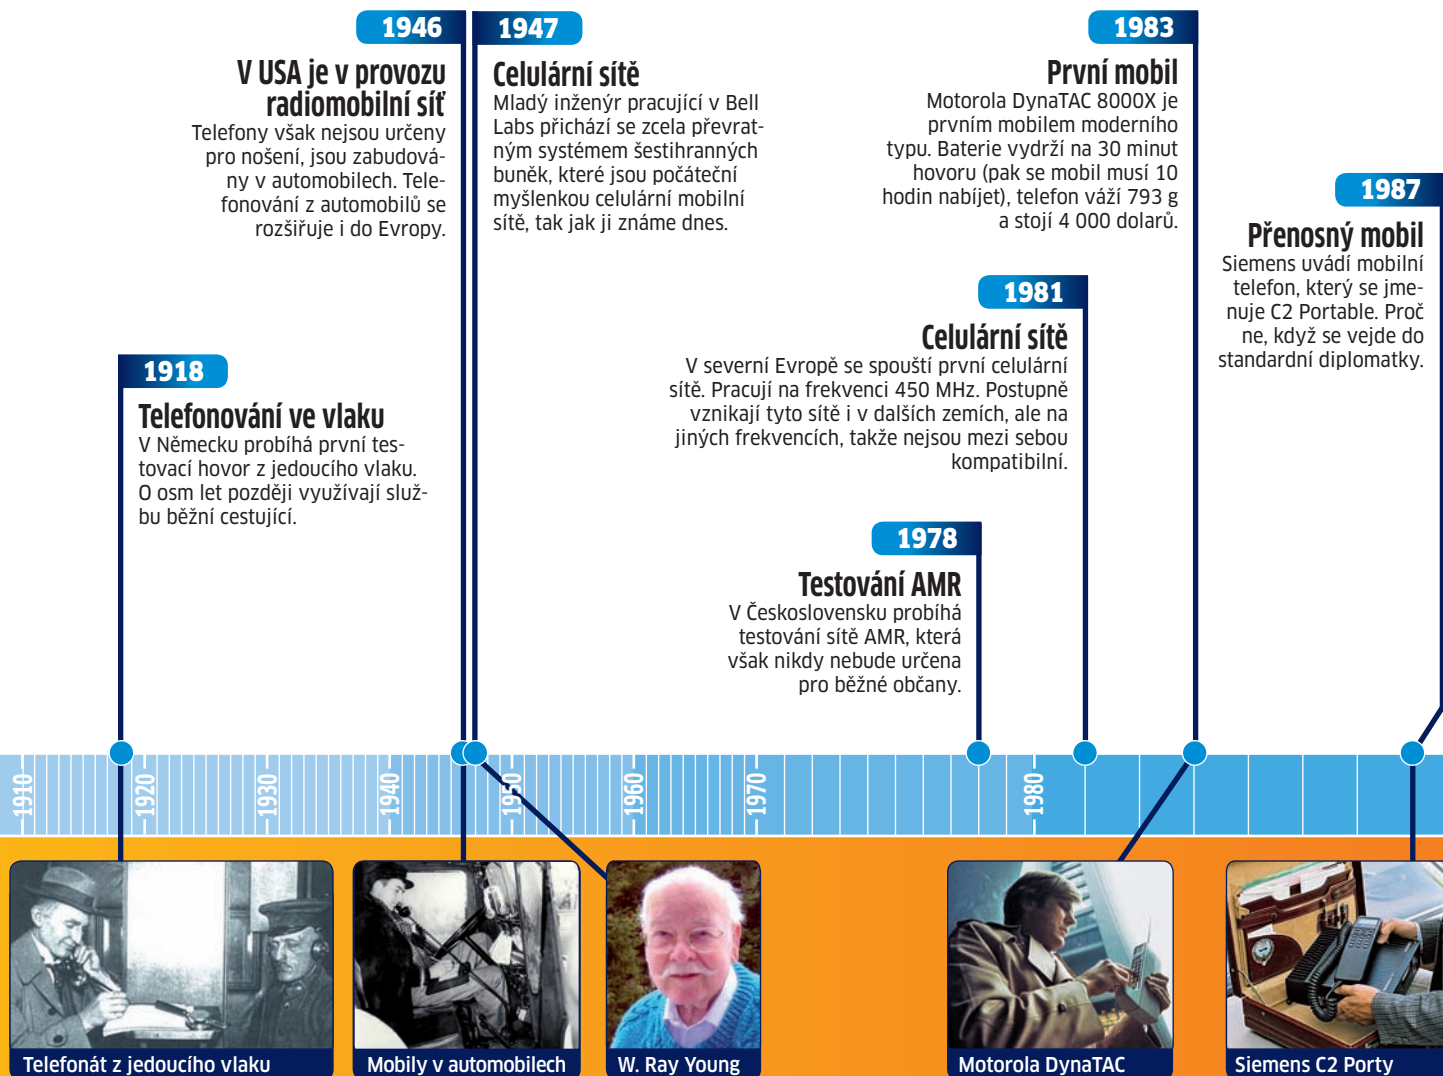 1946
V USA je v provozu
radiomobilní síť
Telefony však nejsou určeny
pro nošení, jsou zabudová-
ny v automobilech. Tele-
fonování z automobilů se
rozšiřuje i do Evropy.
1947
Celulární sítě
Mladý inženýr pracující v Bell
Labs přichází se zcela převrat-
ným systémem šestihranných
buněk, které jsou počáteční
myšlenkou celulární mobilní
sítě, tak jak ji známe dnes.
1983
První mobil
Motorola DynaTAC 8000X je
prvním mobilem moderního
typu. Baterie vydrží na 30 minut
hovoru (pak se mobil musí 10
hodin nabíjet), telefon váží 793 g
a stojí 4 000 dolarů.
1987
Přenosný mobil
Siemens uvádí mobilní
telefon, který se jme-
nuje C2 Portable. Proč
ne, když se vejde do
standardní diplomatky.
1981
Celulární sítě
V severní Evropě se spouští první celulární
sítě. Pracují na frekvenci 450 MHz. Postupně
vznikají tyto sítě i v dalších zemích, ale na
jiných frekvencích, takže nejsou mezi sebou
kompatibilní.
1918
Telefonování ve vlaku
V Německu probíhá první tes-
tovací hovor z jedoucího vlaku.
O osm let později využívají služ-
bu běžní cestující.
1978
Testování AMR
V Československu probíhá
testování sítě AMR, která
však nikdy nebude určena
pro běžné občany.
1910
1920
1930
1940
1950
1960
1970
1980
Telefonát z jedoucího vlaku
Mobily v automobilech
W. Ray Young
Motorola DynaTAC
Siemens C2 Porty